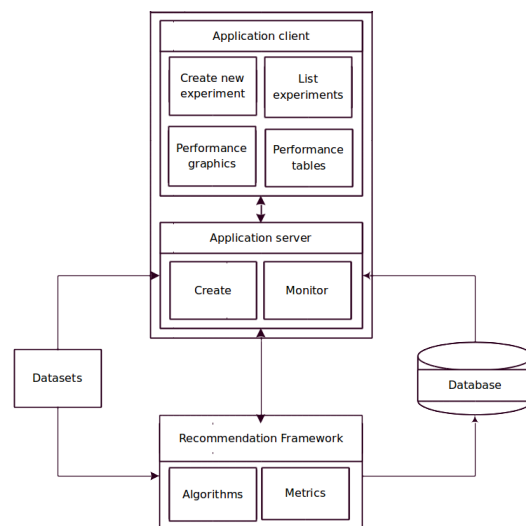 Application client
Create new
experiment
List
experiments
Performance
graphics
Performance
tables
Application server
Create
Monitor
Datasets
Database
Recommendation Framework
Algorithms
Metrics